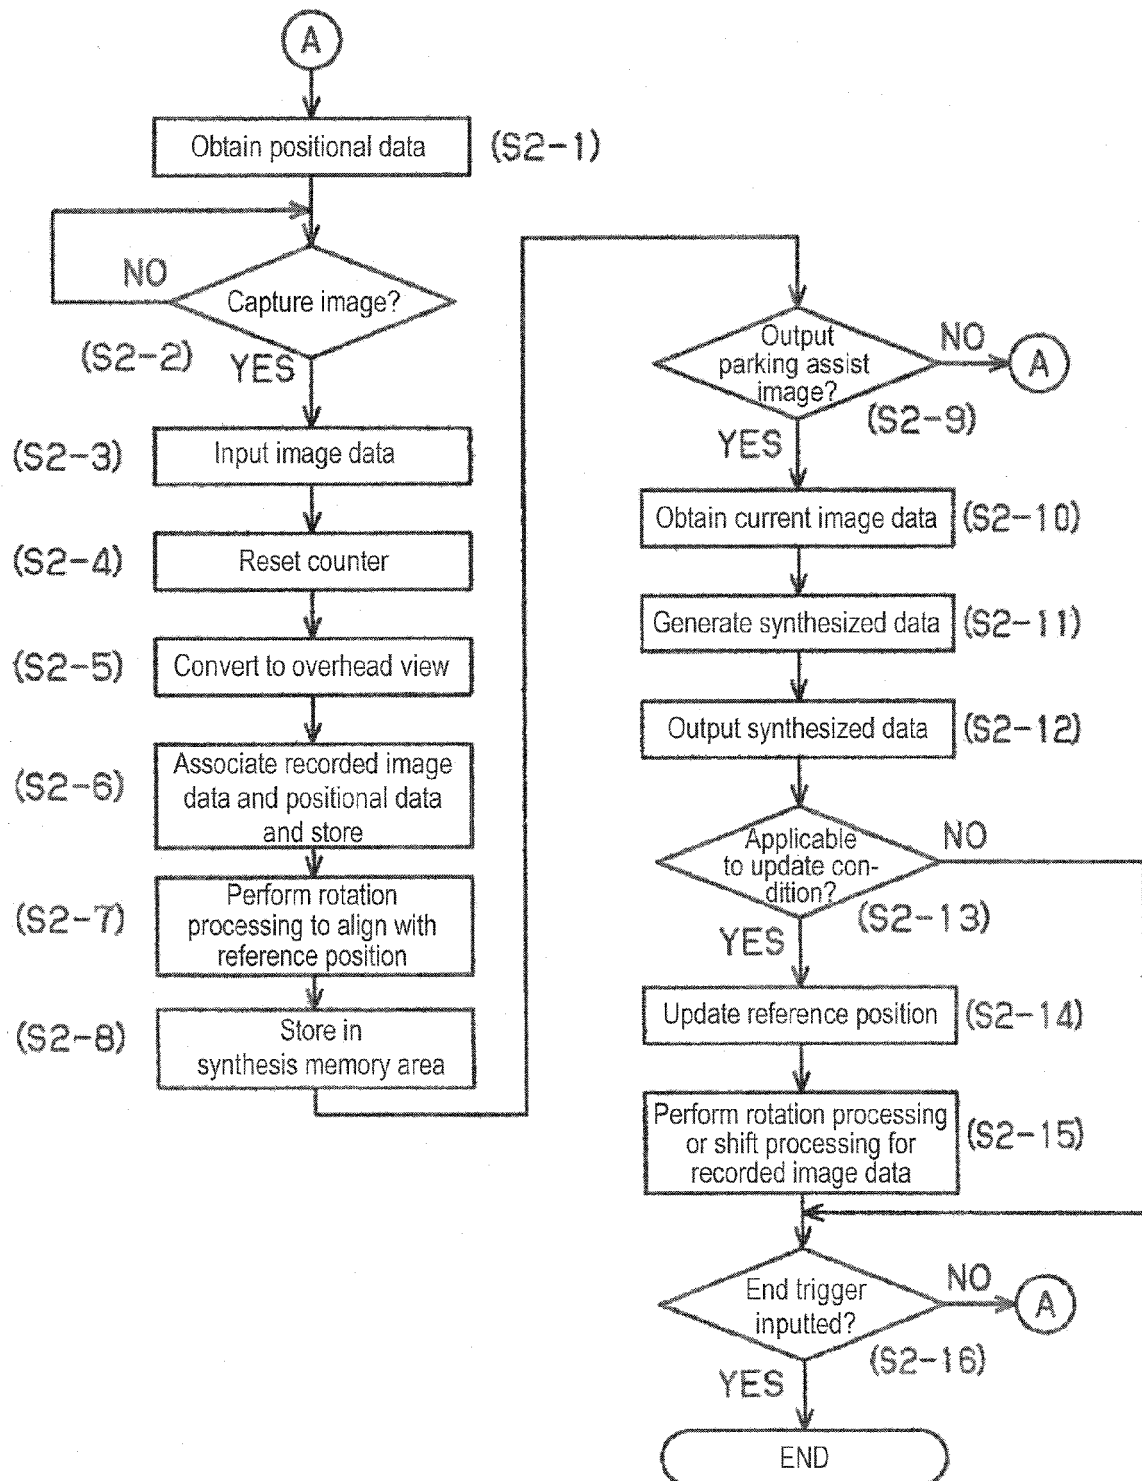 A
Obtain positional data
(S2-1)
NO
Capture image?
(S2-2)
YES
(S2-3)
Input image data
(S2-4)
Reset counter
(S2-5)
Convert to overhead view
(S2-6)
Associate recorded image
data and positional data
and store
(S2-7)
Perform rotation
processing to align with
reference position
(S2-8)
Store in
synthesis memory area
Output
parking assist
image?
NO
A
(S2-9)
YES
Obtain current image data
(S2-10)
Generate synthesized data
(S2-11)
Output synthesized data
(S2-12)
Applicable
to update con-
dition?
NO
(S2-13)
YES
Update reference position
(S2-14)
Perform rotation processing
or shift processing for
recorded image data
(S2-15)
End trigger
inputted?
NO
A
(S2-16)
YES
END